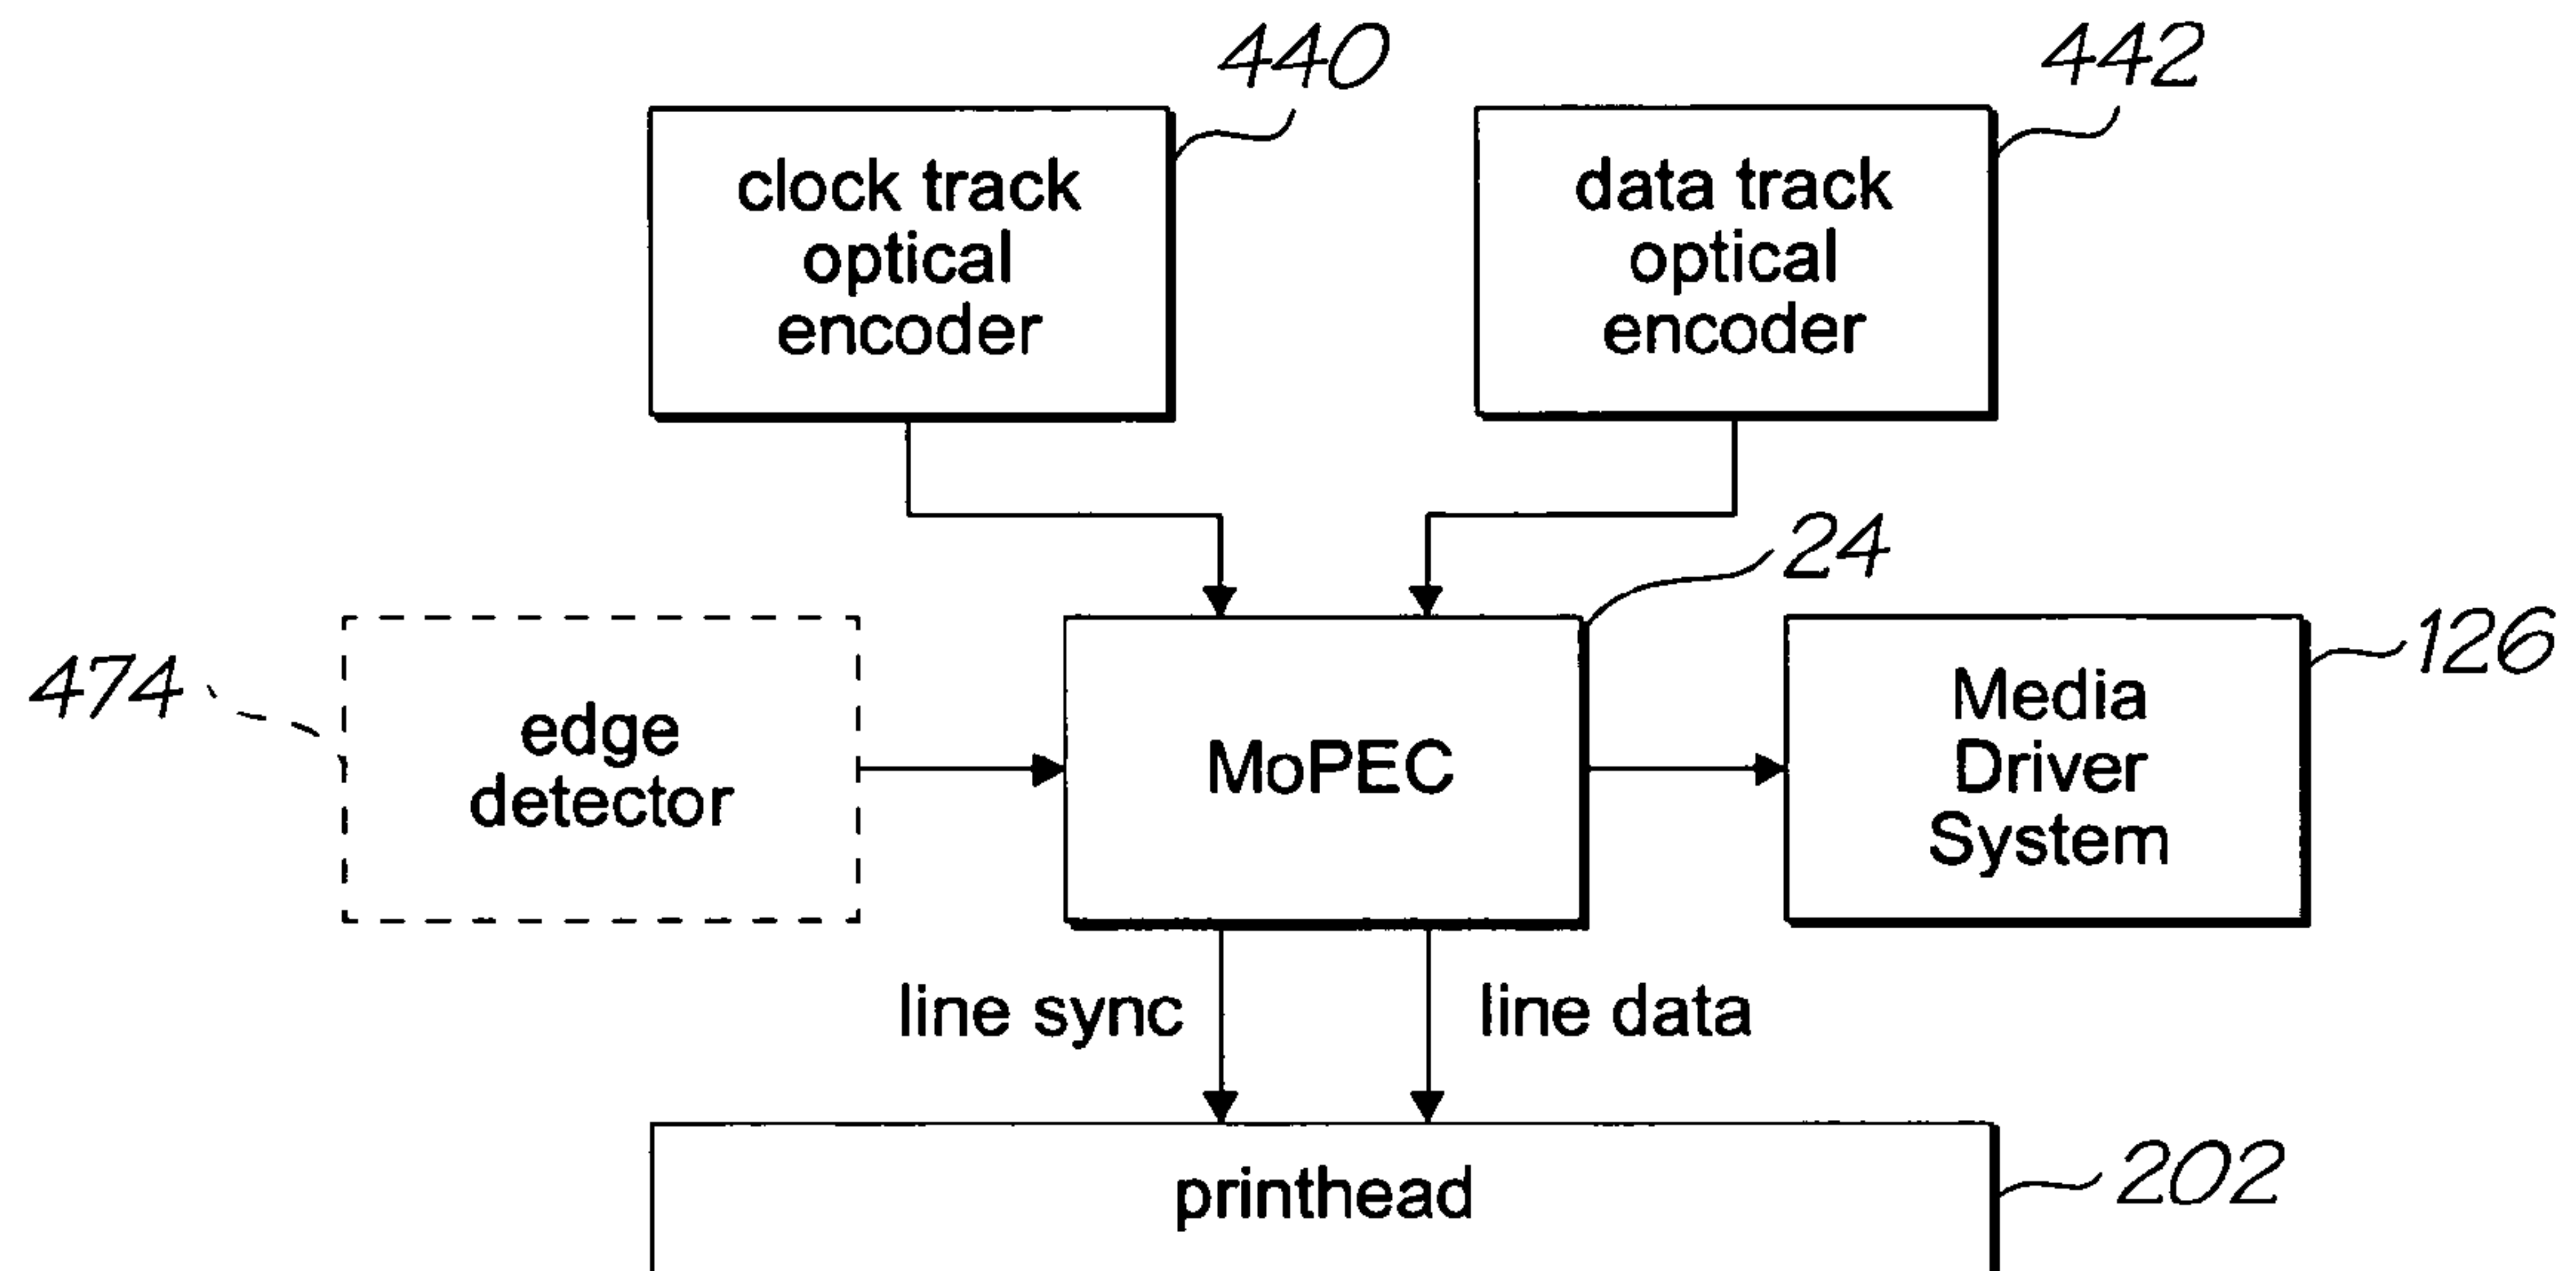 440
442
clock track
optical
encoder
data track
optical
encoder
24
474
edge
detector
MoPEC
Media
Driver
System
126
line sync
line data
printhead
202